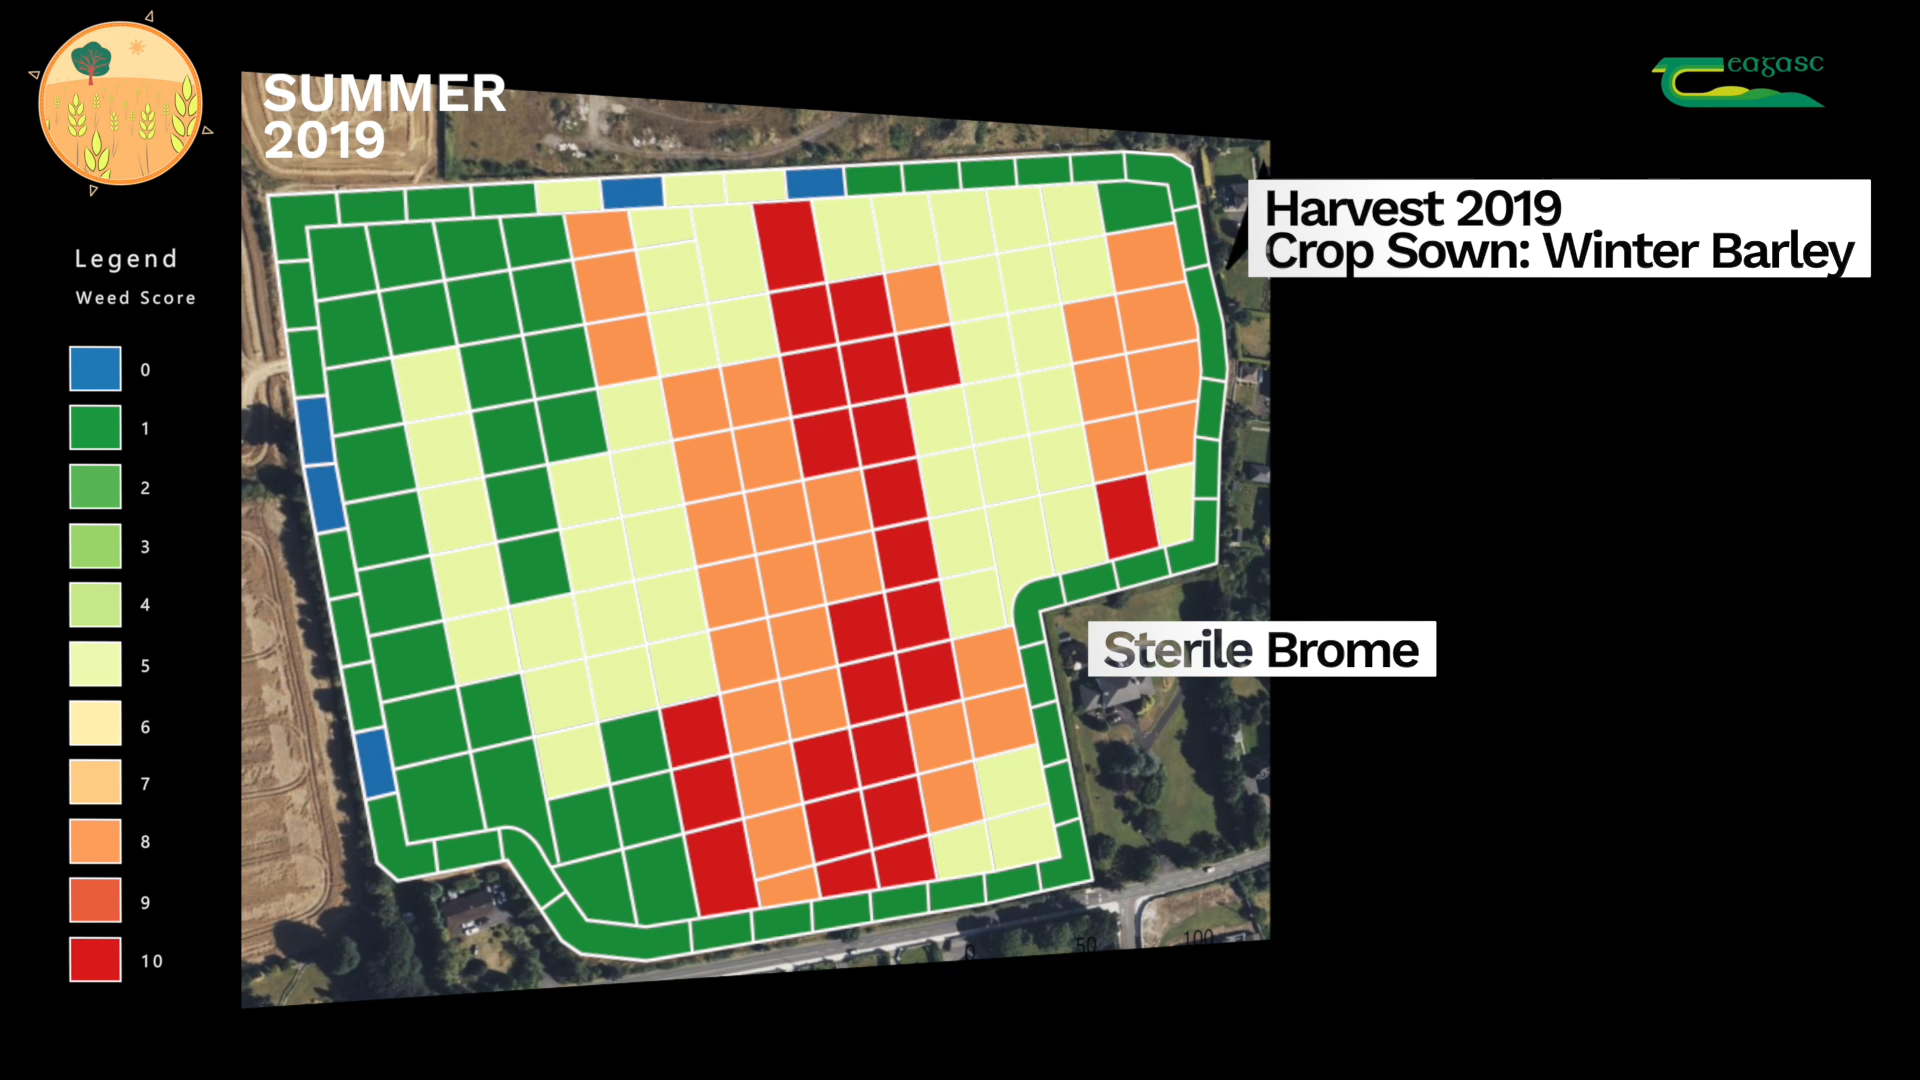 SUMMER
2019
eagasc
Harvest 2019
Crop Sown: Winter Barley
Legend
Weed Score
0
1
2
3
4
5
6
7
8
9
10
Sterile Brome
0
50
100